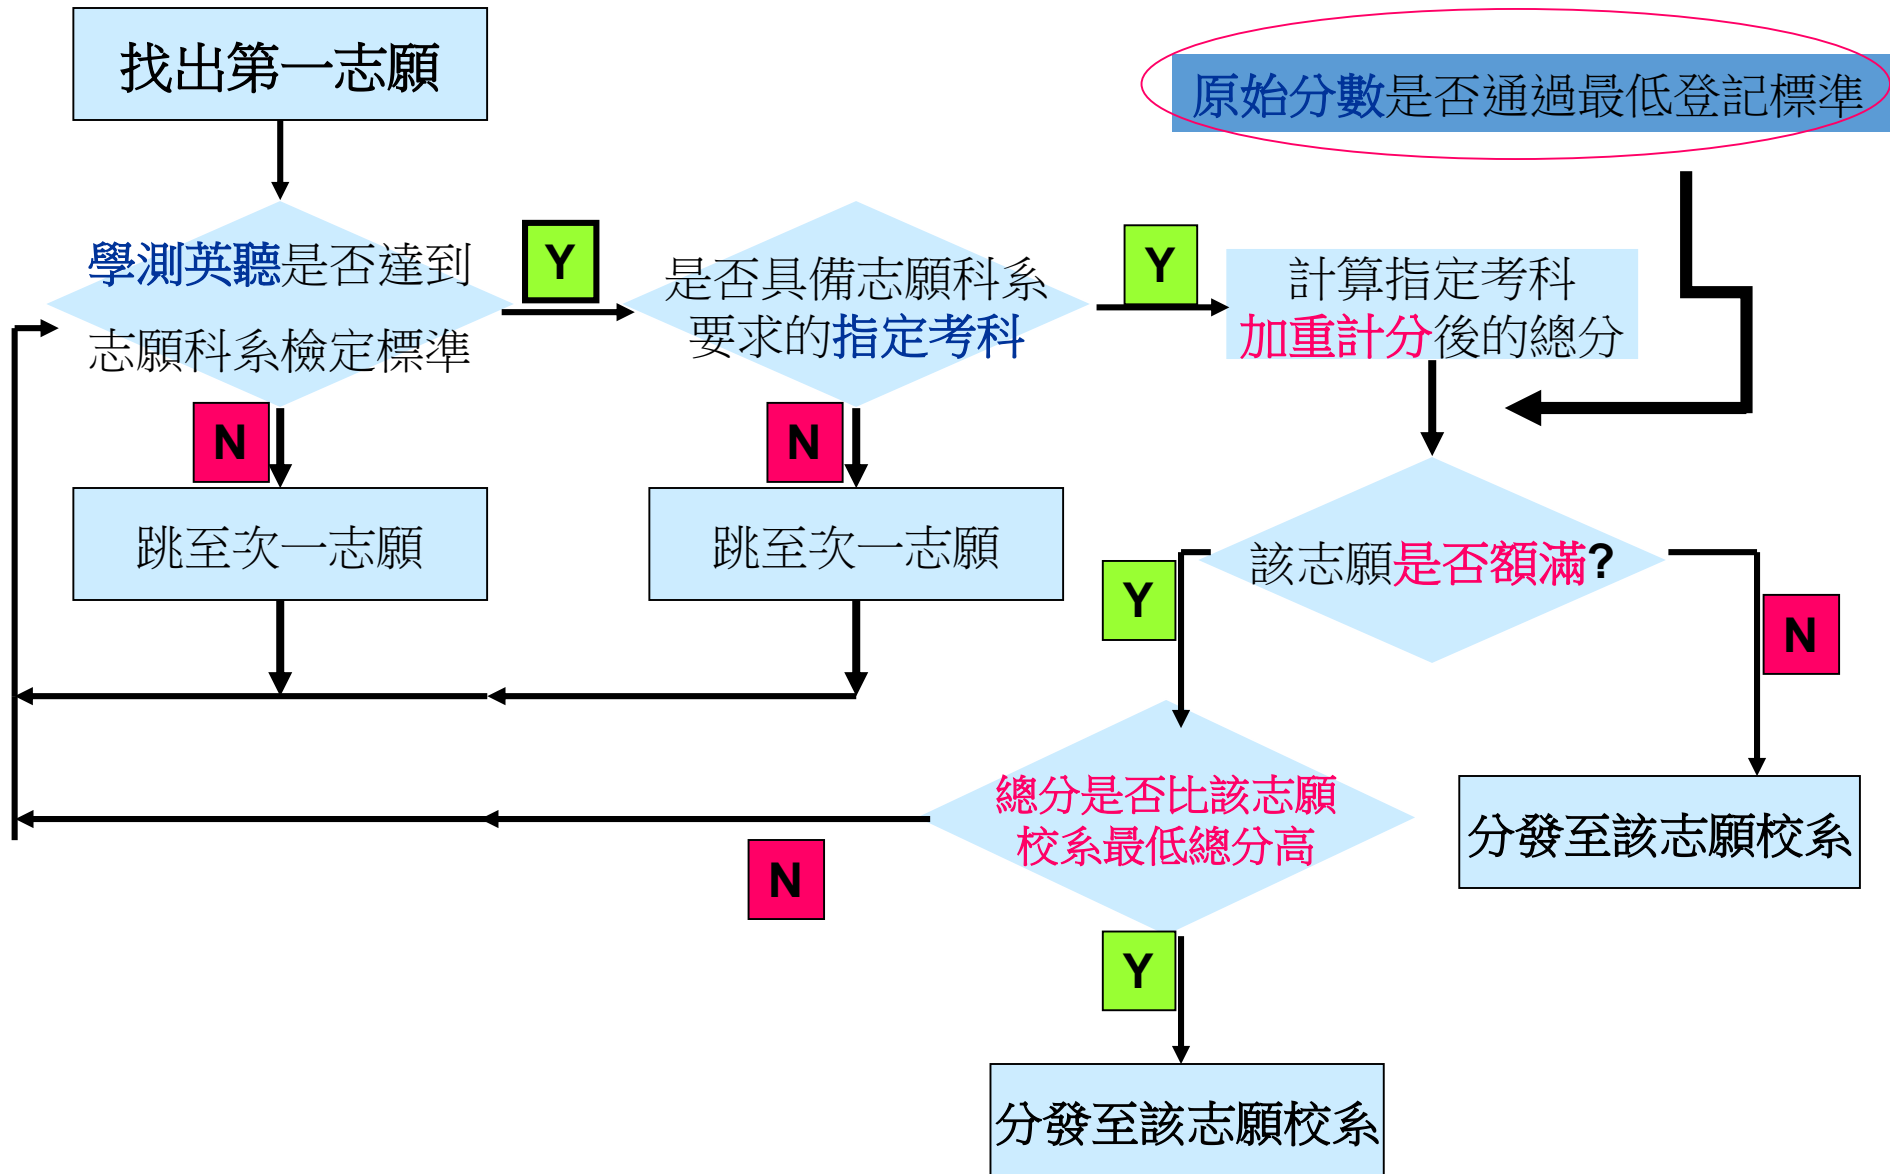 找出第一志願
原始分數是否通過最低登記標準
學測英聽是否達到
志願科系檢定標準
Y
是否具備志願科系
要求的指定考科
Y
計算指定考科
加重計分後的總分
N
N
跳至次一志願
跳至次一志願
該志願是否額滿?
Y
N
總分是否比該志願
校系最低總分高
分發至該志願校系
N
Y
分發至該志願校系